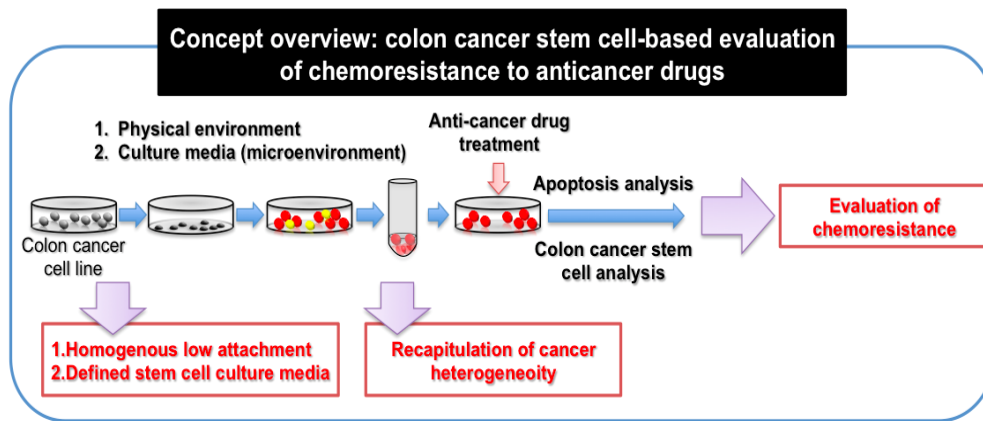 Concept overview: colon cancer stem cell-based evaluation
of chemoresistance to anticancer drugs
1. Physical environment
2. Culture media (microenvironment)
Anti-cancer drug
treatment
Colon cancer
cell line
Apoptosis analysis
Colon cancer stem
cell analysis
Evaluation of
chemoresistance
1.Homogenous low attachment
2.Defined stem cell culture media
Recapitulation of cancer
heterogeneoity